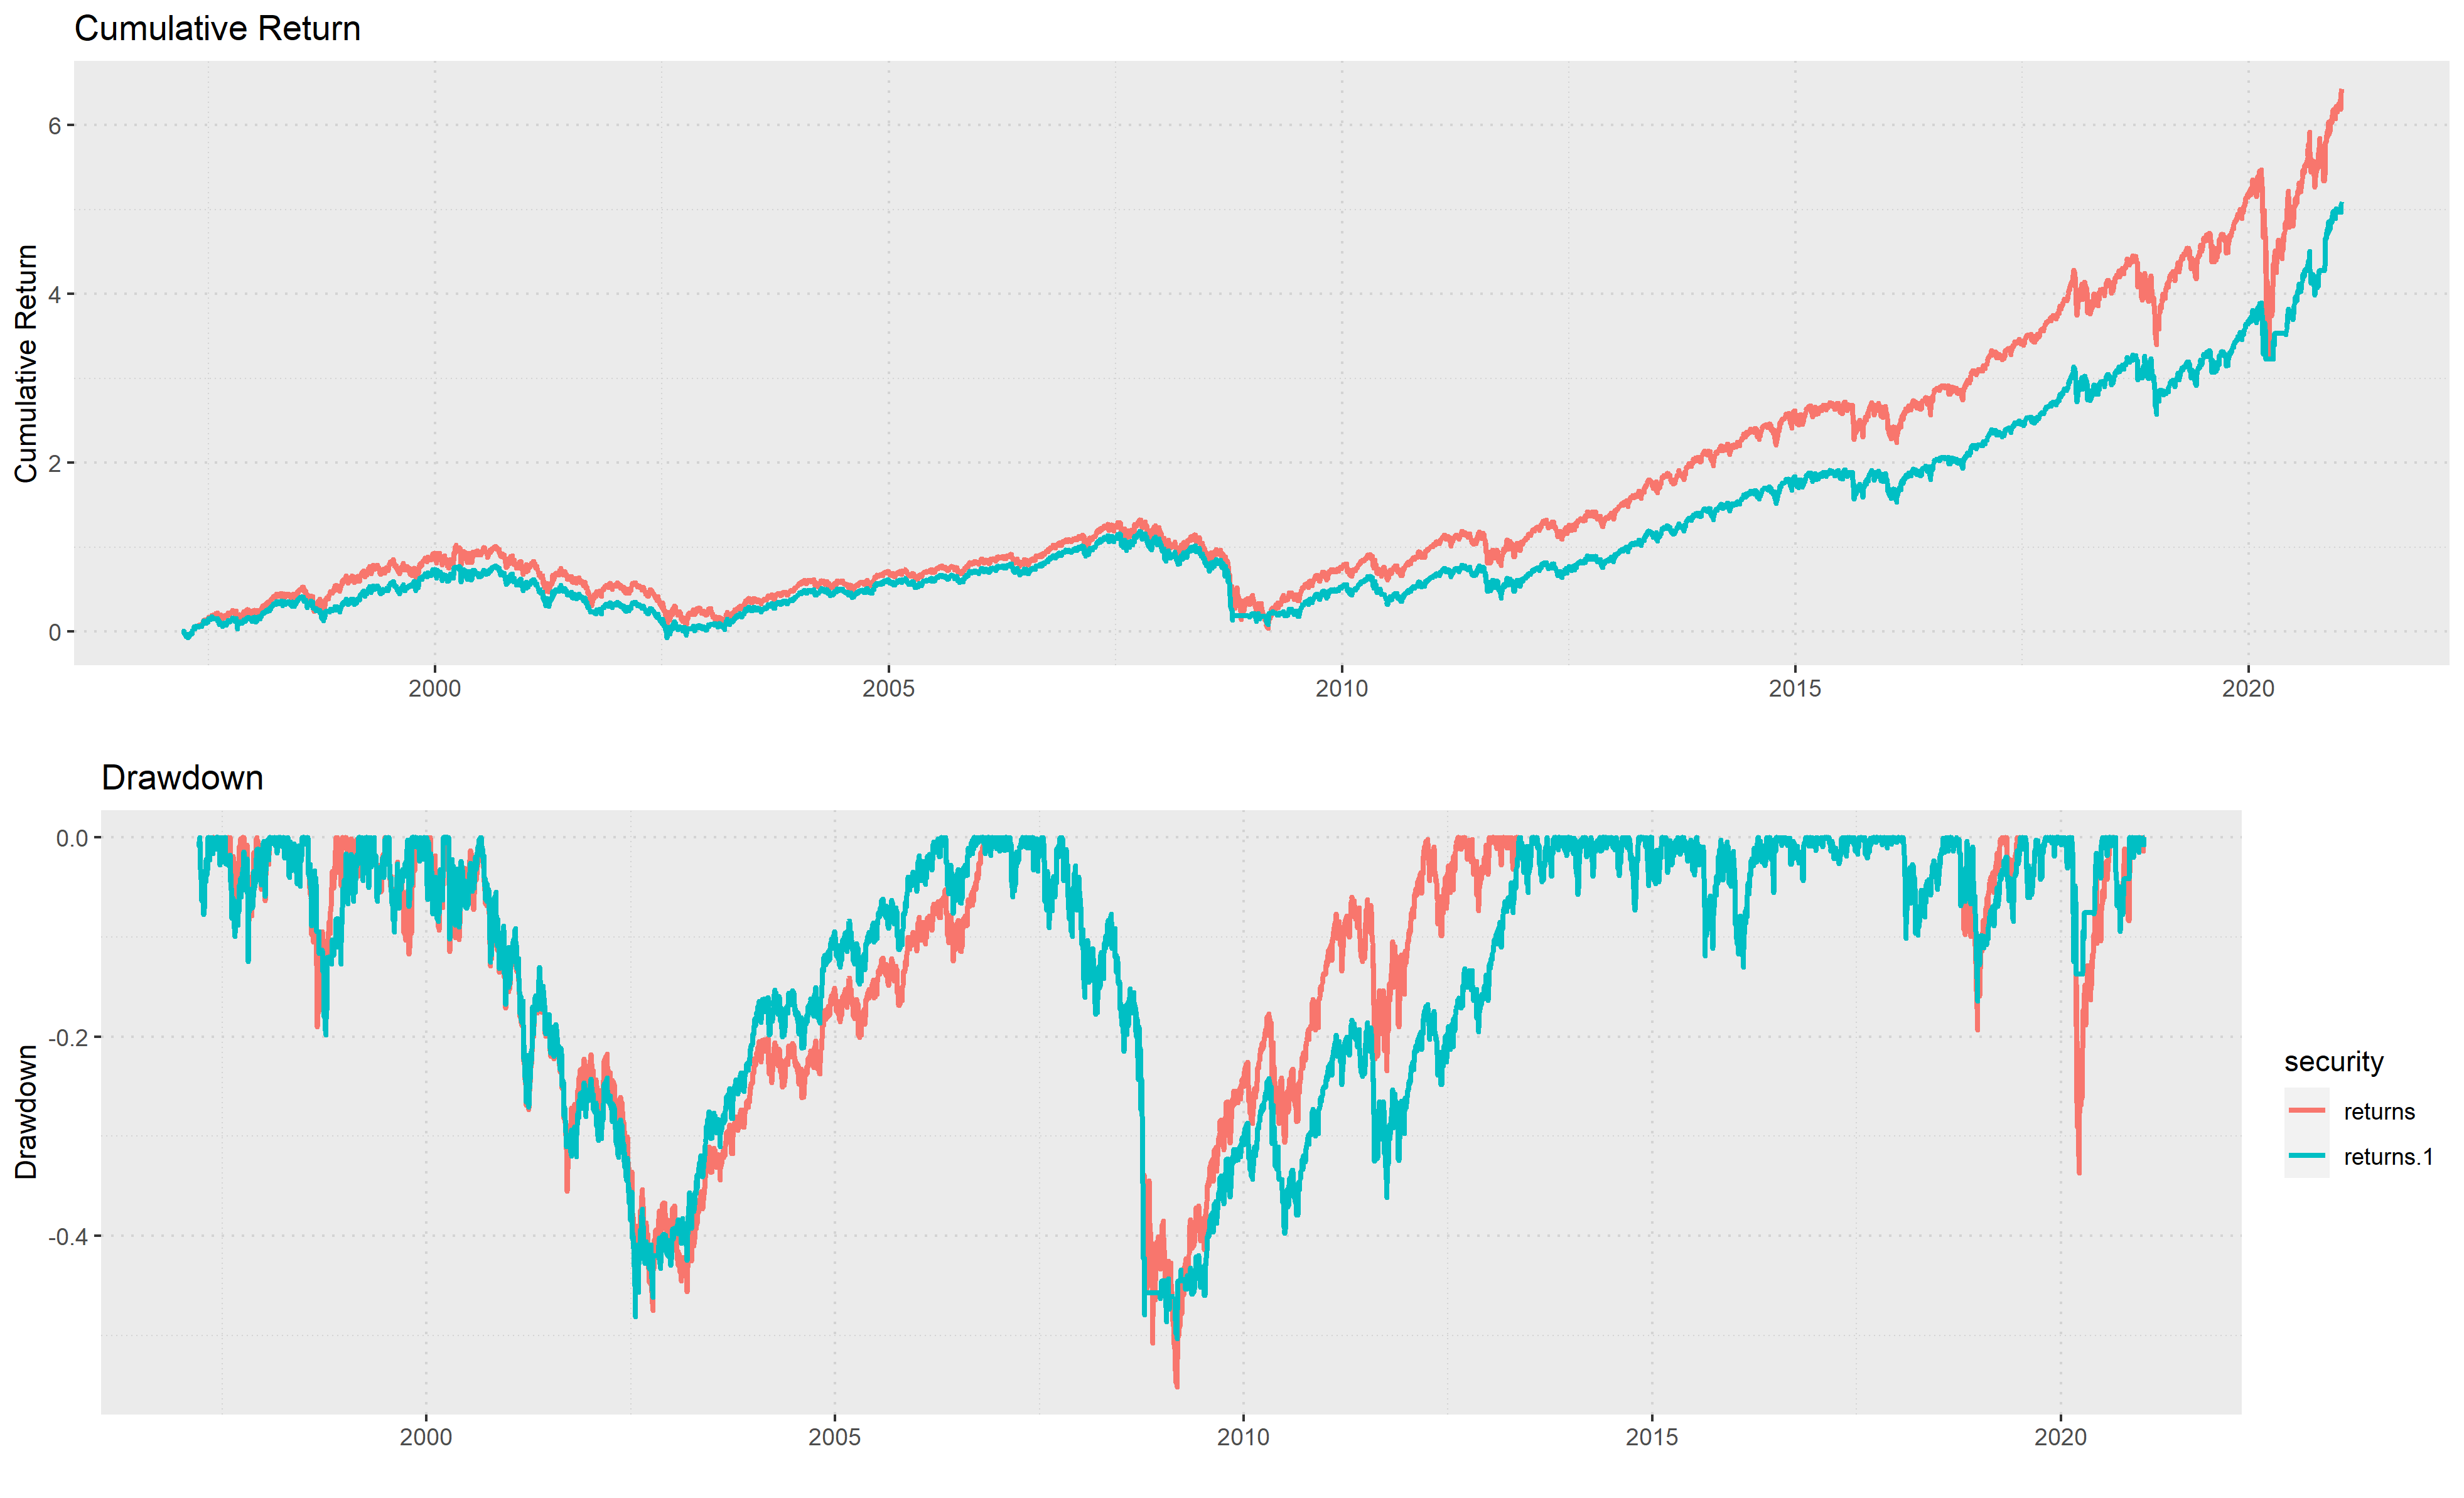 Cumulative Return
Cumulative Return
6
4
2
0
2000 2005 2010 2015 2020
Drawdown
Drawdown
0.0
-0.2
-0.4
2000 2005 2010 2015 2020
security
returns
returns.1